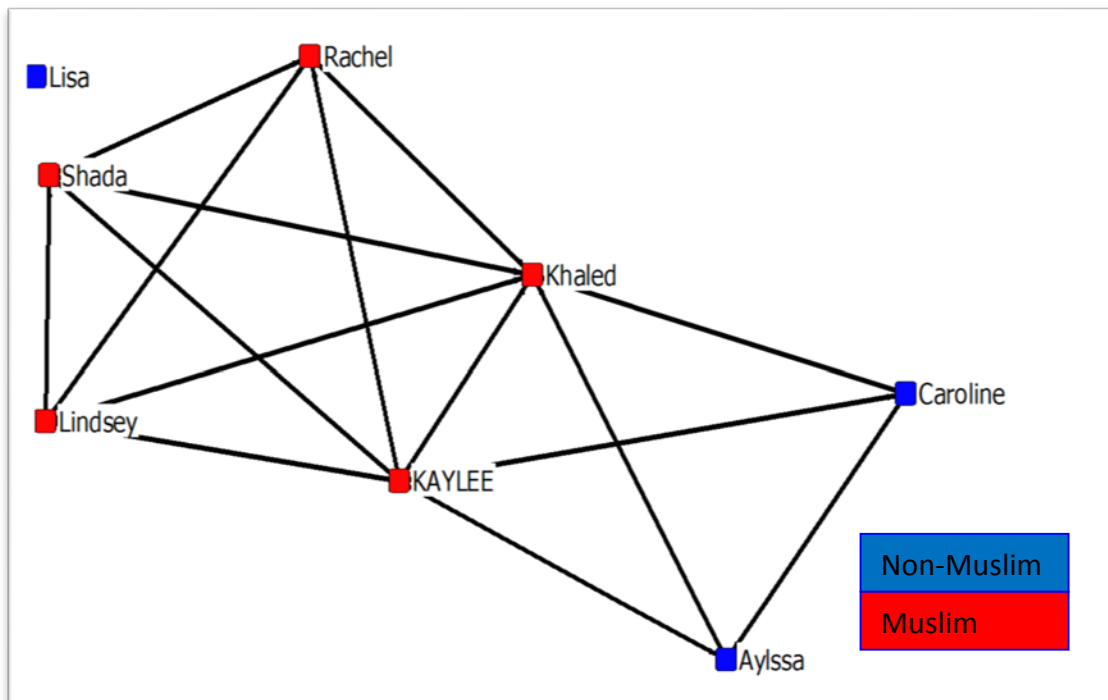 Rachel
Lisa
Shada
Khaled
Caroline
Lindsey
KAYLEE
Non-Muslim
Muslim
Aylssa